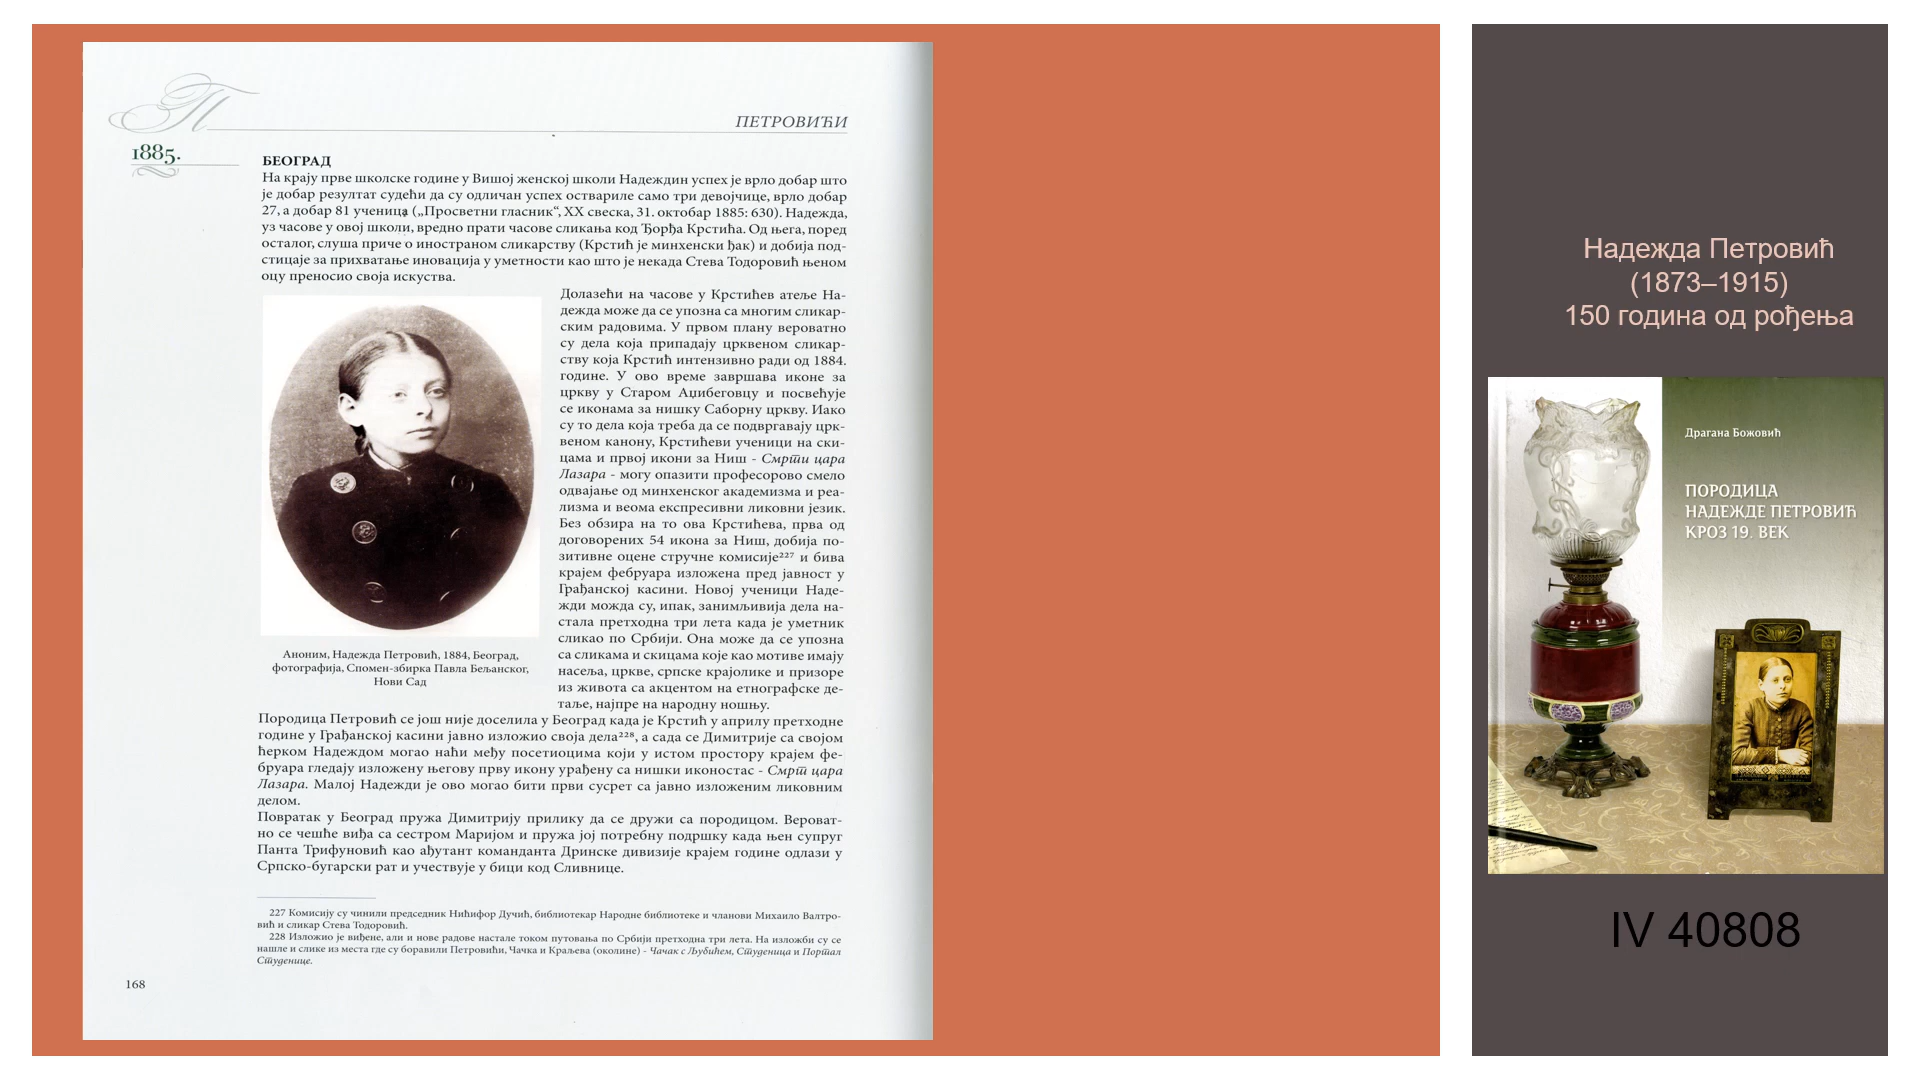 П
ПЕТРОВИЋИ
1885.
БЕОГРАД
На крају прве школске године у Вишој женској школи Надеждин успех је врло добар што
је добар резултат судећи да су одличан успех оствариле само три девојчице, врло добар
27, а добар 81 ученица („Просветни гласник“, XX свеска, 31. октобар 1885: 630). Надежда,
уз часове у овој школи, вредно прати часове сликања код Ђорђа Крстића. Од њега, поред
осталог, слуша приче о иностраном сликарству (Крстић је минхенски ђак) и добија под-
стицаје за прихватање иновација у уметности као што је некада Стева Тодоровић њеном
оцу преносио своја искуства.
Долазећи на часове у Крстићев атеље На-
дежда може да се упозна са многим сликар-
ским радовима. У првом плану вероватно
су дела која припадају црквеном сликар-
ству која Крстић интензивно ради од 1884.
године. У ово време завршава иконе за
цркву у Старом Аџибеговцу и посвећује
се иконама за нишку Саборну цркву. Иако
су то дела која треба да се подвргавају црк-
веном канону, Крстићеви ученици на ски-
цама и првој икони за Ниш - Смрти цара
Лазара - могу опазити професорово смело
одвајање од минхенског академизма и реа-
лизма и веома експресивни ликовни језик.
Без обзира на то ова Крстићева, прва од
договорених 54 икона за Ниш, добија по-
зитивне оцене стручне комисије²²⁷ и бива
крајем фебруара изложена пред јавност у
Грађанској касини. Новој ученици Наде-
жди можда су, ипак, занимљивија дела на-
стала претходна три лета када је уметник
сликао по Србији. Она може да се упозна
са сликама и скицама које као мотиве имају
насеља, цркве, српске крајолике и призоре
из живота са акцентом на етнографске де-
таље, најпре на народну ношњу.
Аноним, Надежда Петровић, 1884, Београд,
фотографија, Спомен-збирка Павла Бељанског,
Нови Сад
Породица Петровић се још није доселила у Београд када је Крстић у априлу претходне
године у Грађанској касини јавно изложио своја дела²²⁸, а сада се Димитрије са својом
ћерком Надеждом могао наћи међу посетиоцима који у истом простору крајем фе-
бруара гледају изложену његову прву икону урађену са нишки иконостас - Смрт цара
Лазара. Малој Надежди је ово могао бити први сусрет са јавно изложеним ликовним
делом.
Повратак у Београд пружа Димитрију прилику да се дружи са породицом. Вероват-
но се чешће виђа са сестром Маријом и пружа јој потребну подршку када њен супруг
Панта Трифуновић као ађутант команданта Дринске дивизије крајем године одлази у
Српско-бугарски рат и учествује у бици код Сливнице.
227 Комисију су чинили председник Нићифор Дучић, библиотекар Народне библиотеке и чланови Михаило Валтро-
вић и сликар Стева Тодоровић.
228 Изложио је виђене, али и нове радове настале током путовања по Србији претходна три лета. На изложби су се
нашле и слике из места где су боравили Петровићи, Чачка и Краљева (околине) - Чачак с Љубићем, Студеница и Портал
Студенице.
168
Надежда Петровић
(1873–1915)
150 година од рођења
Драгана Божовић
ПОРОДИЦА
НАДЕЖДЕ ПЕТРОВИЋ
КРОЗ 19. ВЕК
IV 40808